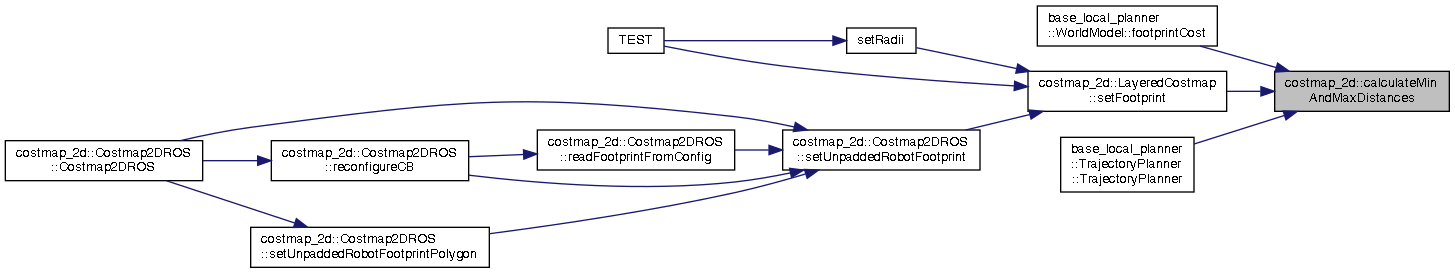 base_local_planner
::WorldModel::footprintCost
TEST
setRadii
costmap_2d::LayeredCostmap
::setFootprint
costmap_2d::calculateMin
AndMaxDistances
costmap_2d::Costmap2DROS
::Costmap2DROS
costmap_2d::Costmap2DROS
::reconfigureCB
costmap_2d::Costmap2DROS
::readFootprintFromConfig
costmap_2d::Costmap2DROS
::setUnpaddedRobotFootprint
base_local_planner
::TrajectoryPlanner
::TrajectoryPlanner
costmap_2d::Costmap2DROS
::setUnpaddedRobotFootprintPolygon